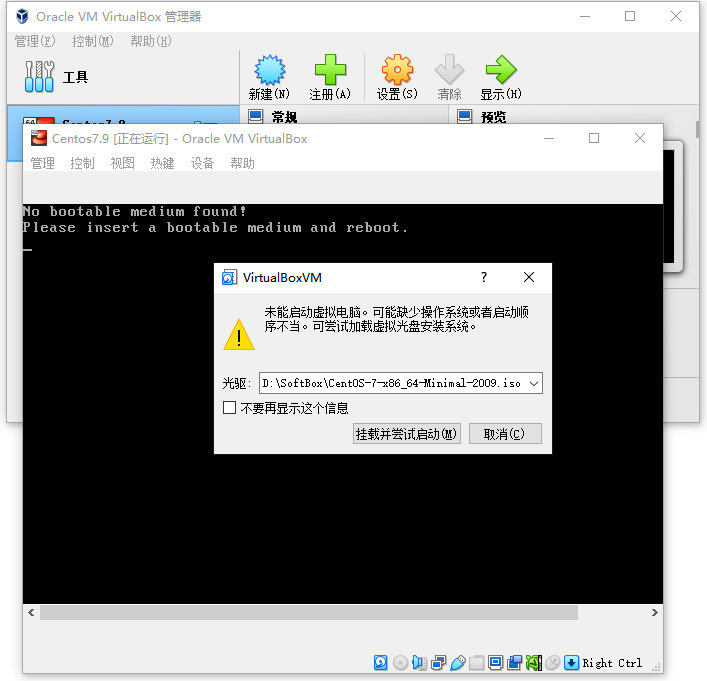 Oracle VM VirtualBox 管理器
管理(F) 控制(M) 帮助(H)
工具
新建(N) 注册(A) 设置(S) 清除 显示(H)
常规 预览
Centos7.9 [正在运行] - Oracle VM VirtualBox
管理 控制 视图 热键 设备 帮助
No bootable medium found!
Please insert a bootable medium and reboot.
VirtualBoxVM
未能启动虚拟电脑。可能缺少操作系统或者启动顺
序不当。可尝试加载虚拟光盘安装系统。
光驱: D:\SoftBox\CentOS-7-x86_64-Minimal-2009.iso
不要再显示这个信息
挂载并尝试启动(M) 取消(C)
Right Ctrl